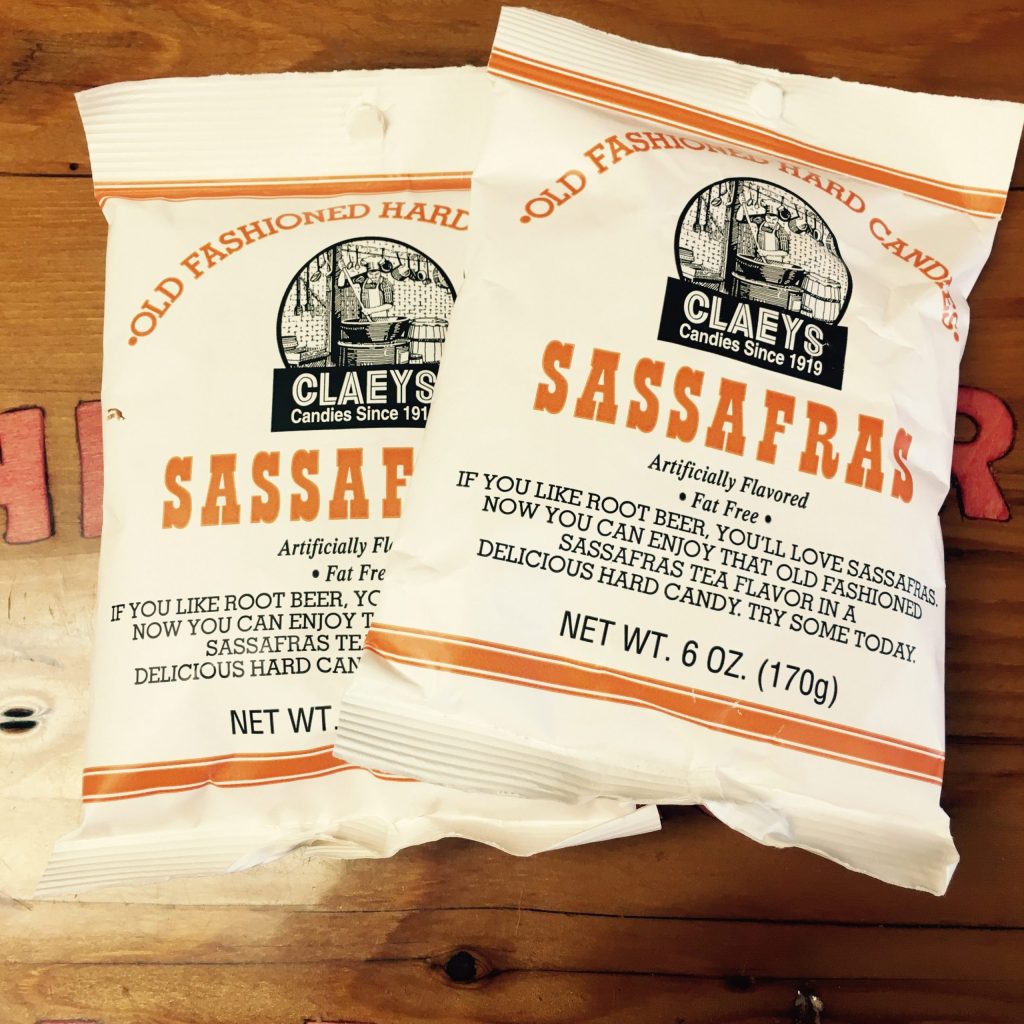 •OLD FASHIONED HARD
CLAEYS
Candies Since 191
SASSAF
Artificially Fl
• Fat Fre
IF YOU LIKE ROOT BEER, YO
NOW YOU CAN ENJOY T
SASSAFRAS TEA
DELICIOUS HARD CAN
NET WT.
•OLD FASHIONED HARD CANDIES•
CLAEYS
Candies Since 1919
SASSAFRAS
Artificially Flavored
• Fat Free •
IF YOU LIKE ROOT BEER, YOU'LL LOVE SASSAFRAS.
NOW YOU CAN ENJOY THAT OLD FASHIONED
SASSAFRAS TEA FLAVOR IN A
DELICIOUS HARD CANDY. TRY SOME TODAY.
NET WT. 6 OZ. (170g)